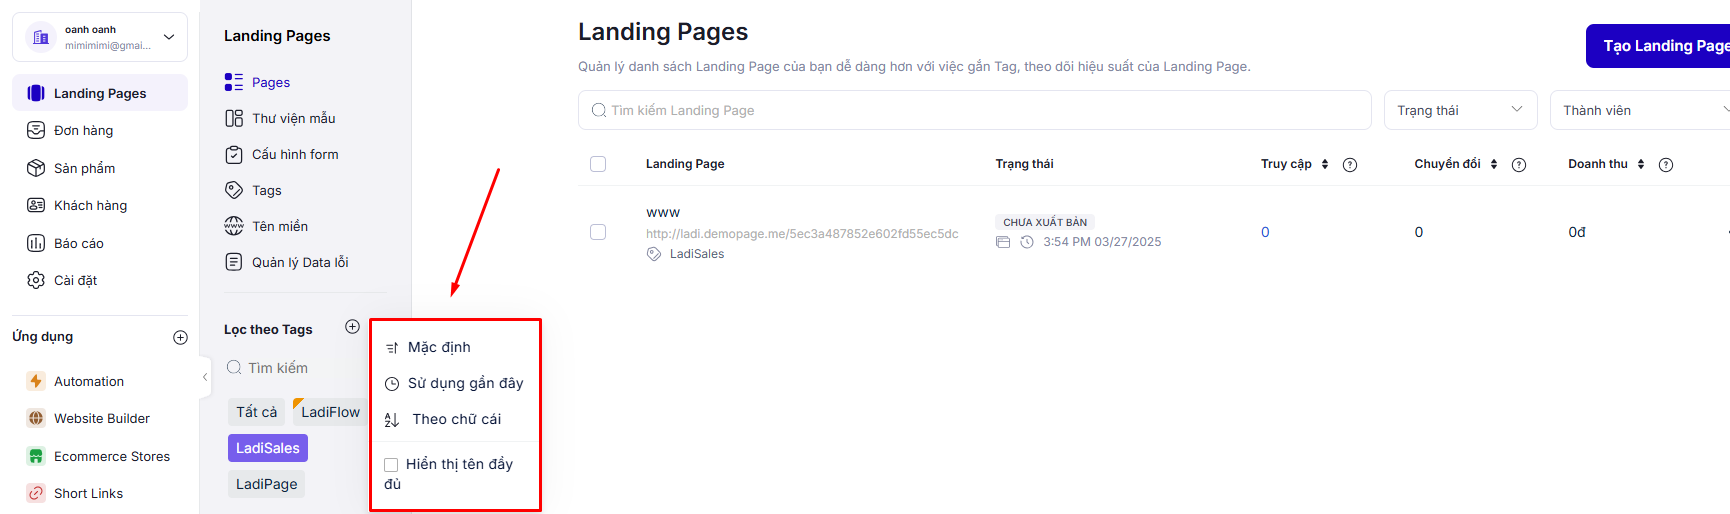 oanh oanh
mimimimi@gmai...
Landing Pages
Đơn hàng
Sản phẩm
Khách hàng
Báo cáo
Cài đặt
Ứng dụng
Automation
Website Builder
Ecommerce Stores
Short Links
Landing Pages
Pages
Thư viện mẫu
Cấu hình form
Tags
Tên miền
Quản lý Data lỗi
Lọc theo Tags
Tìm kiếm
Tất cả
LadiFlow
LadiSales
LadiPage
Mặc định
Sử dụng gần đây
Theo chữ cái
Hiển thị tên đầy
đủ
Landing Pages
Tạo Landing Page
Quản lý danh sách Landing Page của bạn dễ dàng hơn với việc gắn Tag, theo dõi hiệu suất của Landing Page.
Tìm kiếm Landing Page
Trạng thái
Thành viên
Landing Page
Trạng thái
Truy cập
Chuyển đổi
Doanh thu
www
http://ladi.demopage.me/5ec3a487852e602fd55ec5dc
LadiSales
CHƯA XUẤT BẢN
3:54 PM 03/27/2025
0
0
0đ